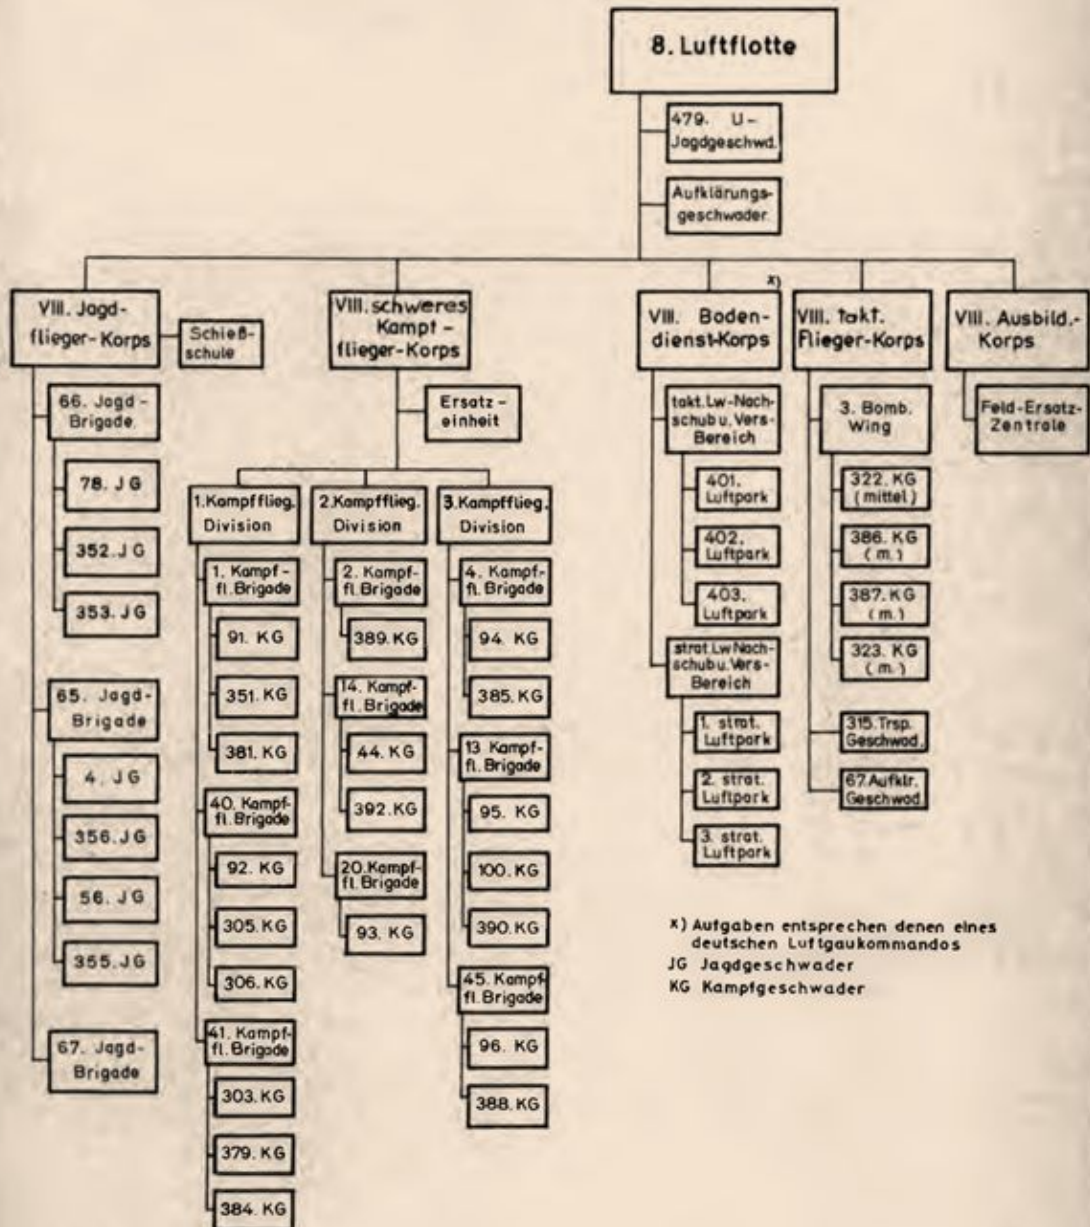 8. Luftflotte
479. U-
Jagdgeschwd.
Aufklärungs-
geschwader
VIII. Jagd-
flieger-Korps
Schieß-
schule
66. Jagd-
Brigade
78. JG
352. JG
353. JG
65. Jagd-
Brigade
4. JG
356. JG
56. JG
355. JG
67. Jagd-
Brigade
VIII. schweres
Kampf-
flieger-Korps
Ersatz-
einheit
1. Kampfflieg.
Division
1. Kampf-
fl. Brigade
91. KG
351. KG
381. KG
40. Kampf-
fl. Brigade
92. KG
305. KG
306. KG
41. Kampf-
fl. Brigade
303. KG
379. KG
384. KG
2. Kampfflieg.
Division
2. Kampf-
fl. Brigade
389. KG
14. Kampf-
fl. Brigade
44. KG
392. KG
20. Kampf-
fl. Brigade
93. KG
3. Kampfflieg.
Division
4. Kampf-
fl. Brigade
94. KG
385. KG
13 Kampf-
fl. Brigade
95. KG
100. KG
390. KG
45. Kampf-
fl. Brigade
96. KG
388. KG
x)
VIII. Boden-
dienst-Korps
takt. Lw-Nach-
schub u. Vers-
Bereich
401.
Luftpark
402.
Luftpark
403.
Luftpark
strat. Lw Nach-
schub u. Vers-
Bereich
1. strat.
Luftpark
2. strat.
Luftpark
3. strat.
Luftpark
VIII. takt.
Flieger-Korps
3. Bomb.
Wing
322. KG
(mittel)
386. KG
(m.)
387. KG
(m.)
323. KG
(m.)
315. Trsp.
Geschwad.
67. Aufklr.
Geschwad.
VIII. Ausbild.-
Korps
Feld-Ersatz-
Zentrale
x) Aufgaben entsprechen denen eines
deutschen Luftgaukommandos
JG Jagdgeschwader
KG Kampfgeschwader